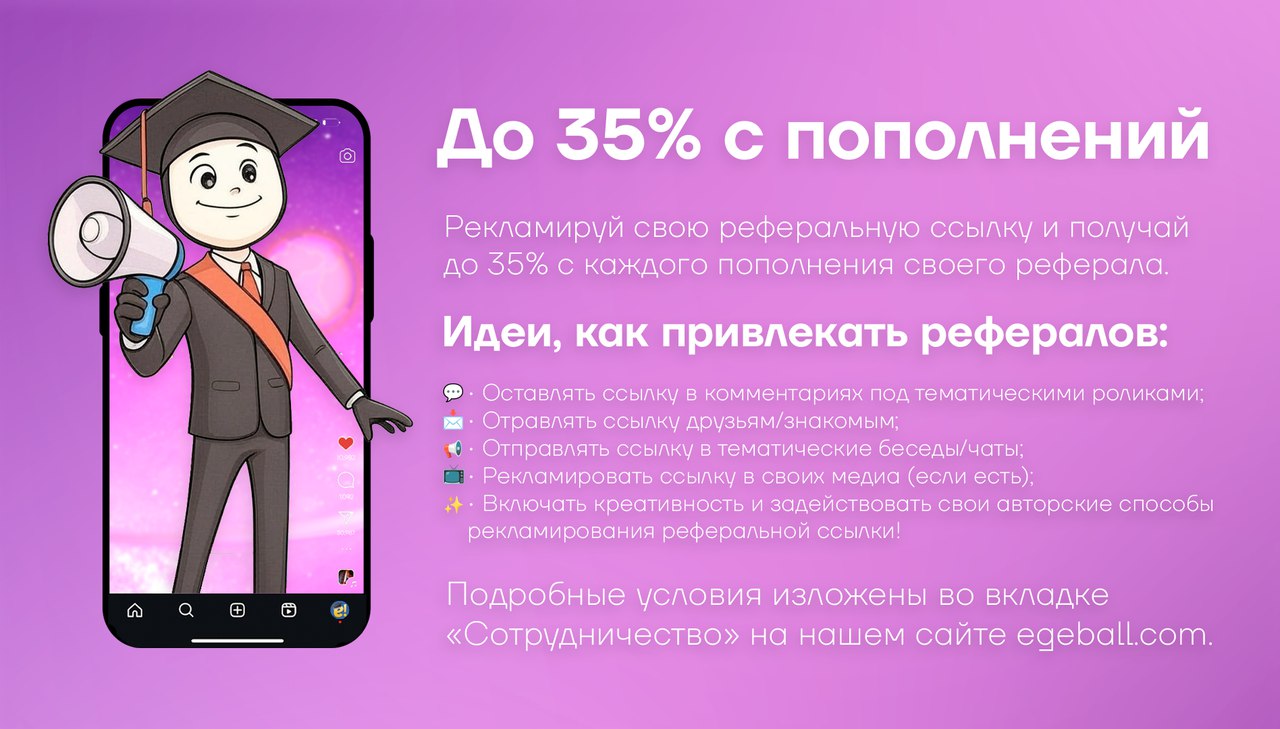 До 35% с пополнений
Рекламируй свою реферальную ссылку и получай
до 35% с каждого пополнения своего реферала.
Идеи, как привлекать рефералов:
💬 · Оставлять ссылку в комментариях под тематическими роликами;
📩 · Отравлять ссылку друзьям/знакомым;
📢 · Отправлять ссылку в тематические беседы/чаты;
📺 · Рекламировать ссылку в своих медиа (если есть);
✨ · Включать креативность и задействовать свои авторские способы
рекламирования реферальной ссылки!
Подробные условия изложены во вкладке
«Сотрудничество» на нашем сайте egeball.com.